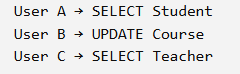 User A → SELECT Student
User B → UPDATE Course
User C → SELECT Teacher